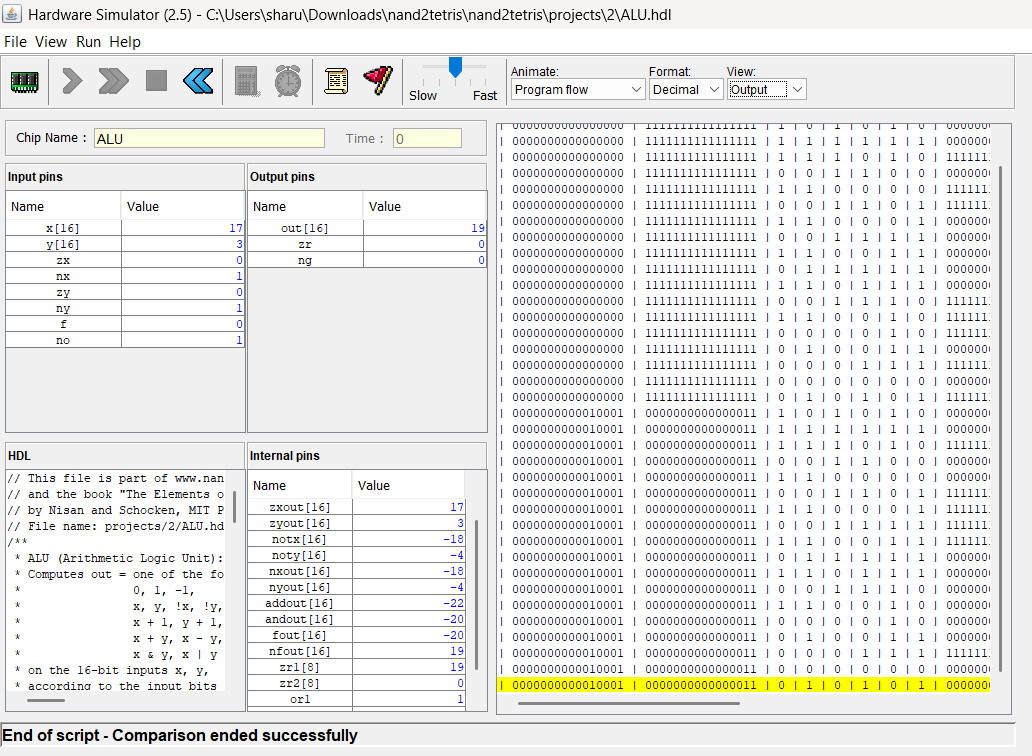 Hardware Simulator (2.5) - C:\Users\sharu\Downloads\nand2tetris\nand2tetris\projects\2\ALU.hdl
File View Run Help
Slow Fast
Animate: Format: View:
Program flow Decimal Output
Chip Name : ALU Time : 0
Input pins
Name Value
x[16] 17
y[16] 3
zx 0
nx 1
zy 0
ny 1
f 0
no 1
Output pins
Name Value
out[16] 19
zr 0
ng 0
HDL
// This file is part of www.nan
// and the book "The Elements o
// by Nisan and Schocken, MIT P
// File name: projects/2/ALU.hd
/**
* ALU (Arithmetic Logic Unit):
* Computes out = one of the fo
* 0, 1, -1,
* x, y, !x, !y,
* x + 1, y + 1,
* x + y, x - y,
* x & y, x | y
* on the 16-bit inputs x, y,
* according to the input bits
Internal pins
Name Value
zxout[16] 17
zyout[16] 3
notx[16] -18
noty[16] -4
nxout[16] -18
nyout[16] -4
addout[16] -22
andout[16] -20
fout[16] -20
nfout[16] 19
zr1[8] 19
zr2[8] 0
or1 1
| 0000000000000000 | 1111111111111111 | 1 | 0 | 1 | 0 | 1 | 0 | 000000
| 0000000000000000 | 1111111111111111 | 1 | 1 | 1 | 1 | 1 | 1 | 000000
| 0000000000000000 | 1111111111111111 | 1 | 1 | 1 | 0 | 1 | 0 | 111111
| 0000000000000000 | 1111111111111111 | 0 | 0 | 1 | 1 | 0 | 0 | 000000
| 0000000000000000 | 1111111111111111 | 1 | 1 | 0 | 0 | 0 | 0 | 111111
| 0000000000000000 | 1111111111111111 | 0 | 0 | 1 | 1 | 0 | 1 | 111111
| 0000000000000000 | 1111111111111111 | 1 | 1 | 0 | 0 | 0 | 1 | 000000
| 0000000000000000 | 1111111111111111 | 0 | 0 | 1 | 1 | 1 | 1 | 000000
| 0000000000000000 | 1111111111111111 | 1 | 1 | 0 | 0 | 1 | 1 | 000000
| 0000000000000000 | 1111111111111111 | 0 | 1 | 1 | 1 | 1 | 1 | 000000
| 0000000000000000 | 1111111111111111 | 1 | 1 | 0 | 1 | 1 | 1 | 000000
| 0000000000000000 | 1111111111111111 | 0 | 0 | 1 | 1 | 1 | 0 | 111111
| 0000000000000000 | 1111111111111111 | 1 | 1 | 0 | 0 | 1 | 0 | 111111
| 0000000000000000 | 1111111111111111 | 0 | 0 | 0 | 0 | 1 | 0 | 111111
| 0000000000000000 | 1111111111111111 | 0 | 1 | 0 | 0 | 1 | 1 | 000000
| 0000000000000000 | 1111111111111111 | 0 | 0 | 0 | 1 | 1 | 1 | 111111
| 0000000000000000 | 1111111111111111 | 0 | 0 | 0 | 0 | 0 | 0 | 000000
| 0000000000000000 | 1111111111111111 | 0 | 1 | 0 | 1 | 0 | 1 | 111111
| 0000000000010001 | 0000000000000011 | 1 | 0 | 1 | 0 | 1 | 0 | 000000
| 0000000000010001 | 0000000000000011 | 1 | 1 | 1 | 1 | 1 | 1 | 000000
| 0000000000010001 | 0000000000000011 | 1 | 1 | 1 | 0 | 1 | 0 | 111111
| 0000000000010001 | 0000000000000011 | 0 | 0 | 1 | 1 | 0 | 0 | 000000
| 0000000000010001 | 0000000000000011 | 1 | 1 | 0 | 0 | 0 | 0 | 000000
| 0000000000010001 | 0000000000000011 | 0 | 0 | 1 | 1 | 0 | 1 | 111111
| 0000000000010001 | 0000000000000011 | 1 | 1 | 0 | 0 | 0 | 1 | 111111
| 0000000000010001 | 0000000000000011 | 0 | 0 | 1 | 1 | 1 | 1 | 111111
| 0000000000010001 | 0000000000000011 | 1 | 1 | 0 | 0 | 1 | 1 | 111111
| 0000000000010001 | 0000000000000011 | 0 | 1 | 1 | 1 | 1 | 1 | 000000
| 0000000000010001 | 0000000000000011 | 1 | 1 | 0 | 1 | 1 | 1 | 000000
| 0000000000010001 | 0000000000000011 | 0 | 0 | 1 | 1 | 1 | 0 | 000000
| 0000000000010001 | 0000000000000011 | 1 | 1 | 0 | 0 | 1 | 0 | 000000
| 0000000000010001 | 0000000000000011 | 0 | 0 | 0 | 0 | 1 | 0 | 000000
| 0000000000010001 | 0000000000000011 | 0 | 1 | 0 | 0 | 1 | 1 | 000000
| 0000000000010001 | 0000000000000011 | 0 | 0 | 0 | 1 | 1 | 1 | 111111
| 0000000000010001 | 0000000000000011 | 0 | 0 | 0 | 0 | 0 | 0 | 000000
| 0000000000010001 | 0000000000000011 | 0 | 1 | 0 | 1 | 0 | 1 | 000000
End of script - Comparison ended successfully